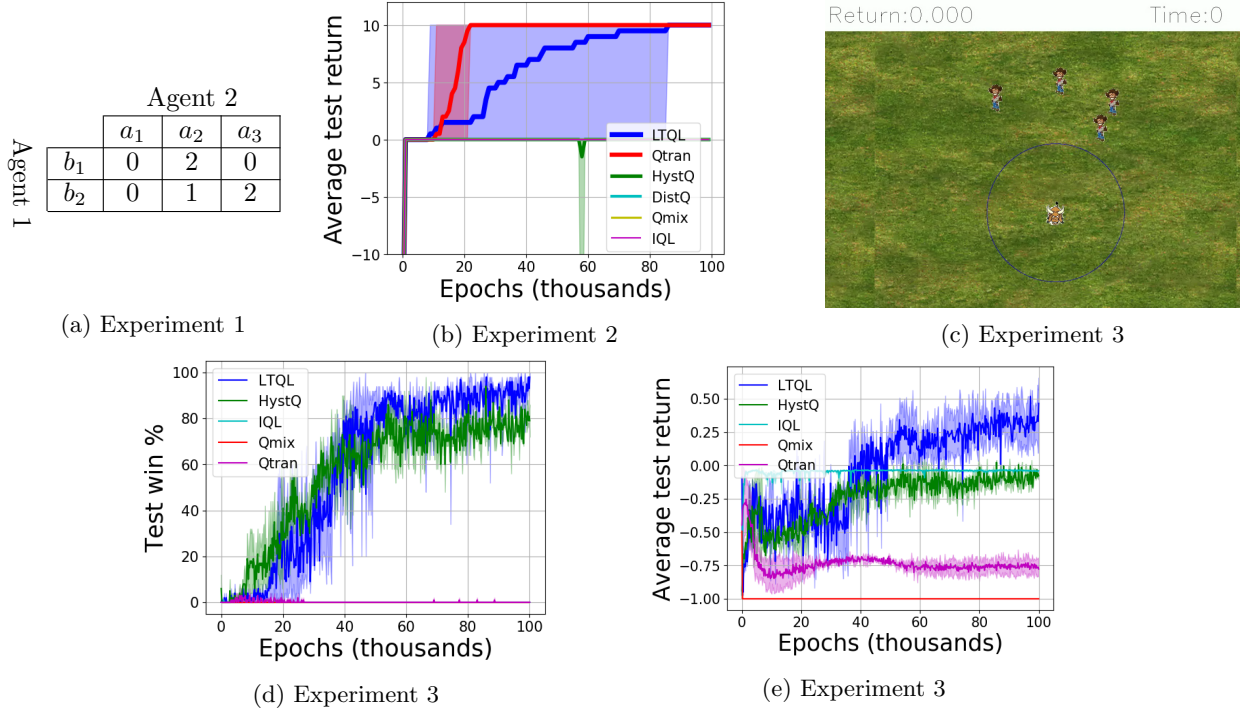 Agent 2
a1 a2 a3
Agent 1
b1 0 2 0
b2 0 1 2
(a) Experiment 1
Average test return
10
5
0
−5
−10
LTQL
Qtran
HystQ
DistQ
Qmix
IQL
0 20 40 60 80 100
Epochs (thousands)
(b) Experiment 2
Return:0.000 Time:0
(c) Experiment 3
Test win %
100
80
60
40
20
0
LTQL
HystQ
IQL
Qmix
Qtran
0 20 40 60 80 100
Epochs (thousands)
(d) Experiment 3
Average test return
0.50
0.25
0.00
−0.25
−0.50
−0.75
−1.00
LTQL
HystQ
IQL
Qmix
Qtran
0 20 40 60 80 100
Epochs (thousands)
(e) Experiment 3